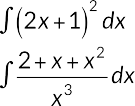 ∫(2x+1)² dx
∫ (2+x+x²)/x³ dx